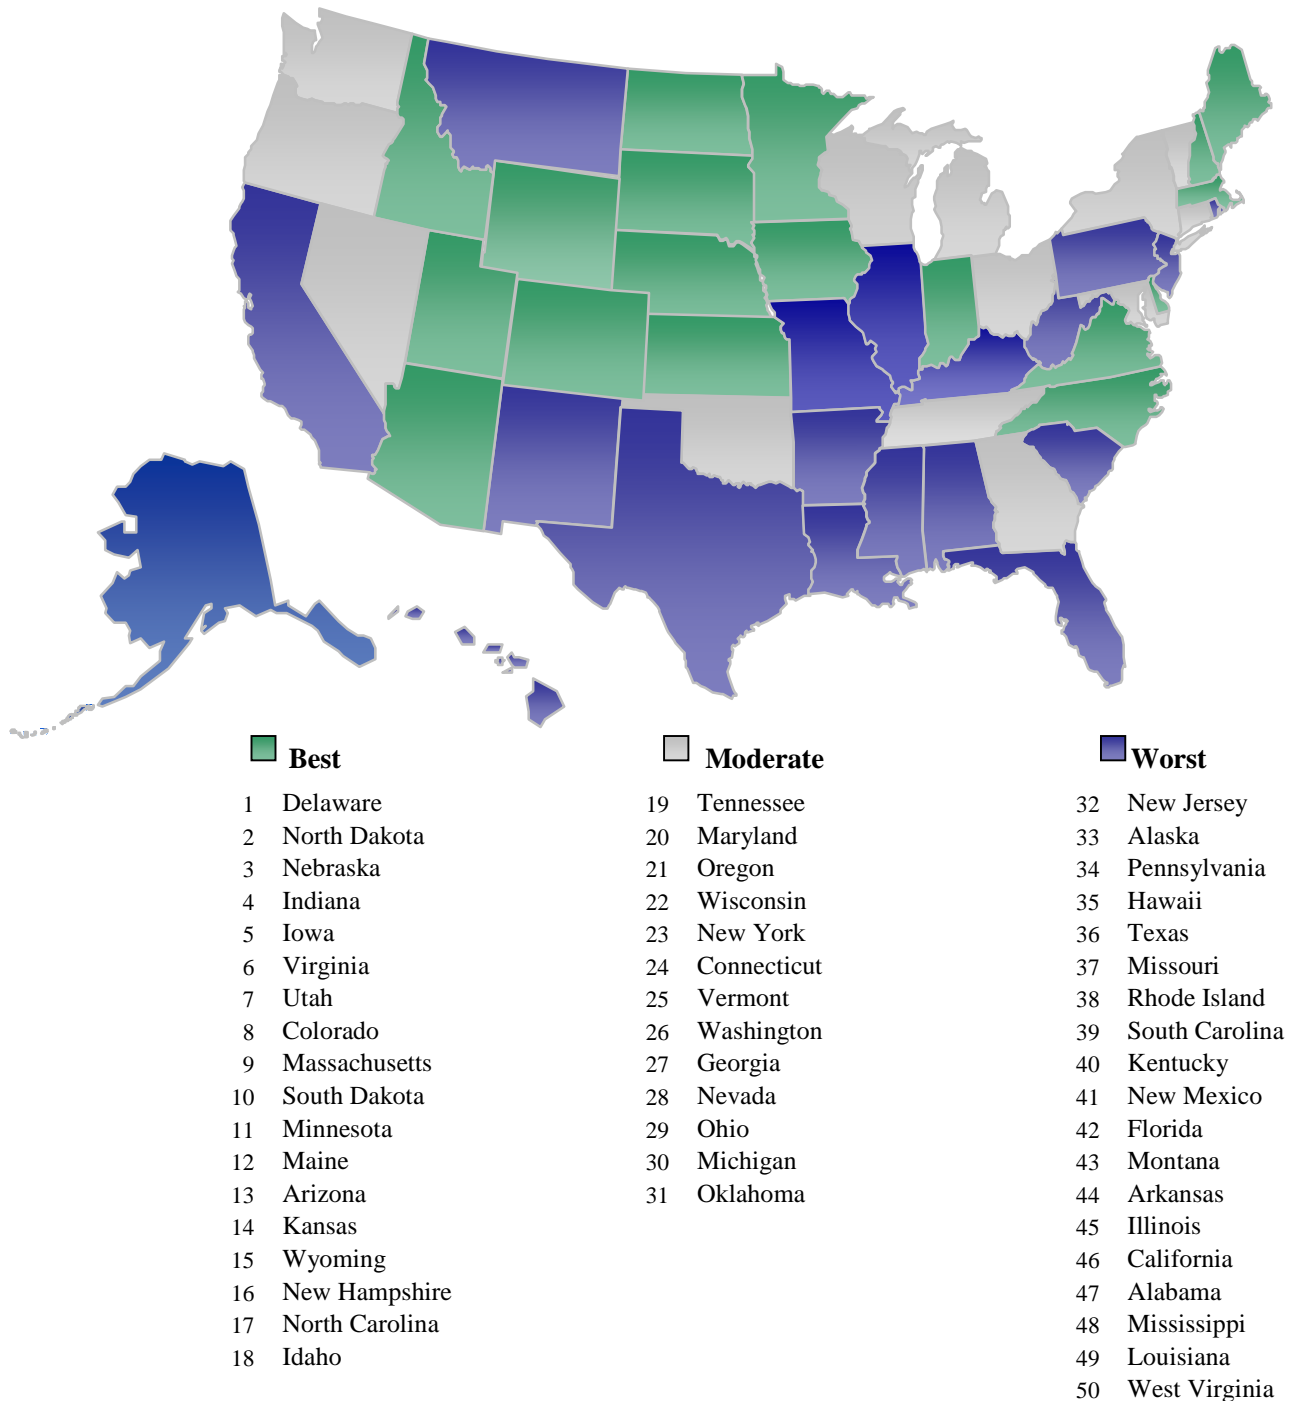 Best
1 Delaware
2 North Dakota
3 Nebraska
4 Indiana
5 Iowa
6 Virginia
7 Utah
8 Colorado
9 Massachusetts
10 South Dakota
11 Minnesota
12 Maine
13 Arizona
14 Kansas
15 Wyoming
16 New Hampshire
17 North Carolina
18 Idaho
Moderate
19 Tennessee
20 Maryland
21 Oregon
22 Wisconsin
23 New York
24 Connecticut
25 Vermont
26 Washington
27 Georgia
28 Nevada
29 Ohio
30 Michigan
31 Oklahoma
Worst
32 New Jersey
33 Alaska
34 Pennsylvania
35 Hawaii
36 Texas
37 Missouri
38 Rhode Island
39 South Carolina
40 Kentucky
41 New Mexico
42 Florida
43 Montana
44 Arkansas
45 Illinois
46 California
47 Alabama
48 Mississippi
49 Louisiana
50 West Virginia